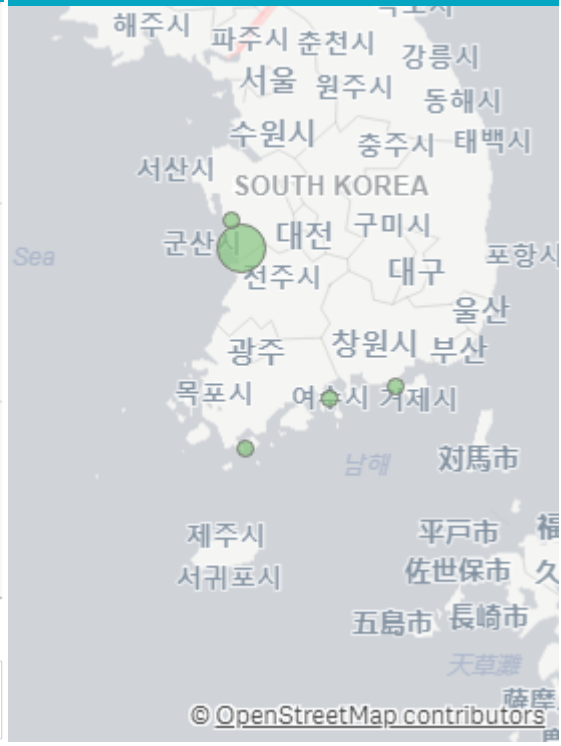 해주시
파주시 춘천시
강릉시
서울 원주시
동해시
수원시
충주시 태백시
서산시
SOUTH KOREA
구미시
군산시 대전
Sea
포항시
전주시 대구
울산
광주 창원시 부산
목포시 여수시 거제시
남해 対馬市
제주시 平戸市 福
서귀포시 佐世保市 久
五島市 長崎市
天草灘
薩摩
© OpenStreetMap contributors